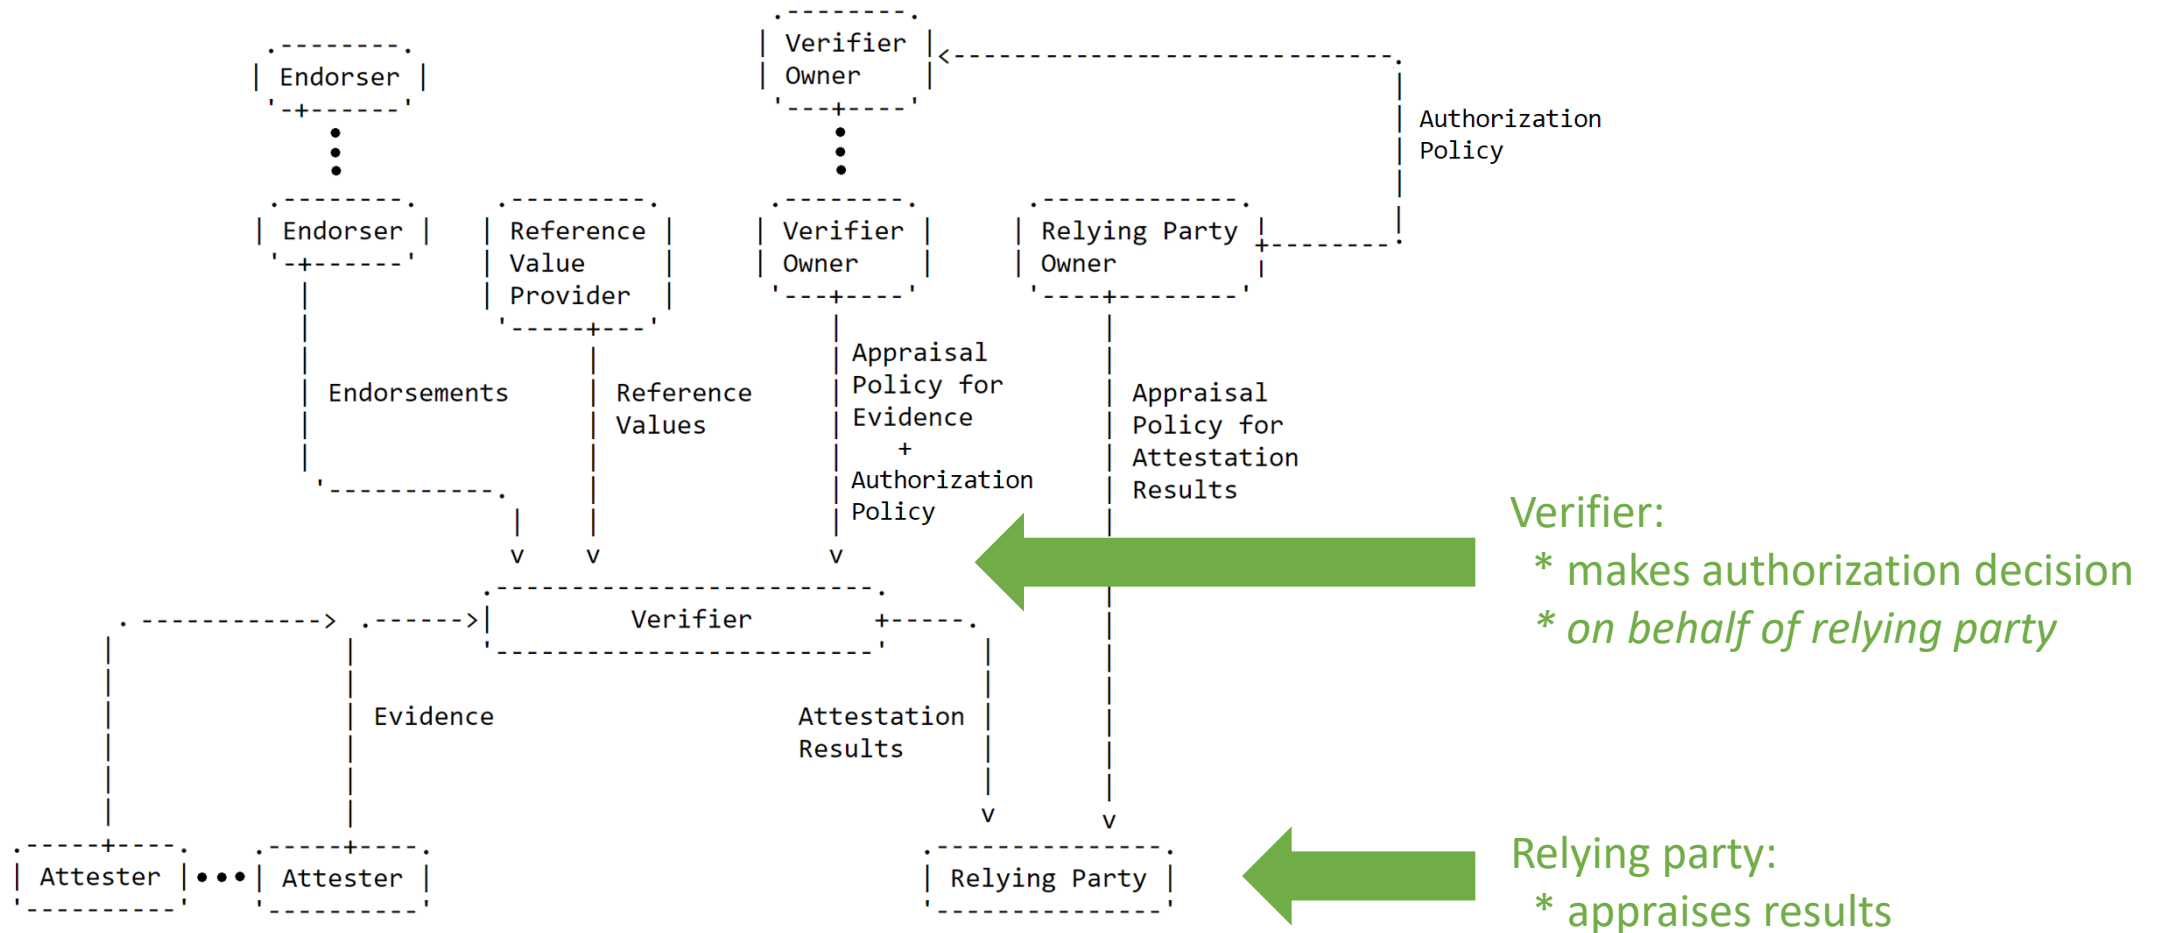 Verifier
Owner
Endorser
Authorization
Policy
Endorser
Reference
Value
Provider
Verifier
Owner
Relying Party
Owner
Endorsements
Reference
Values
Appraisal
Policy for
Evidence
+
Authorization
Policy
Appraisal
Policy for
Attestation
Results
Verifier:
* makes authorization decision
* on behalf of relying party
Verifier
Evidence
Attestation
Results
Attester
Attester
Relying Party
Relying party:
* appraises results